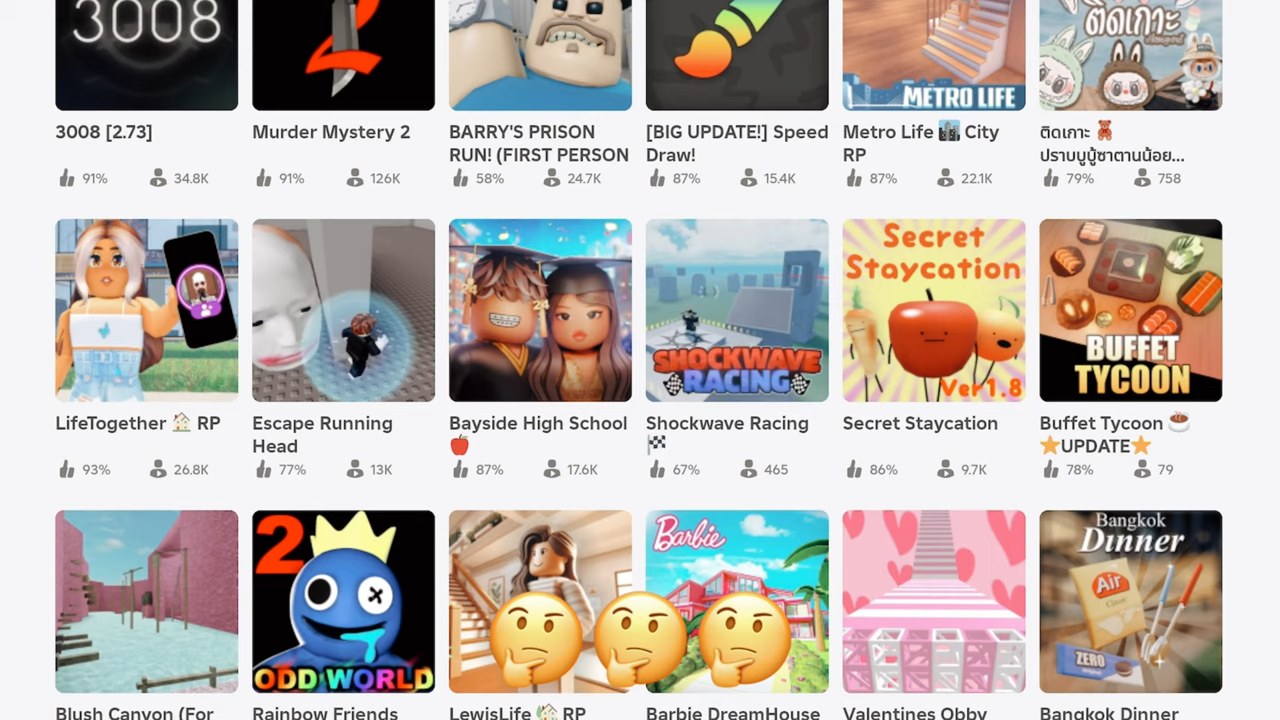 3008
2
METRO LIFE
ติดเกาะ
3008 [2.73]
Murder Mystery 2
BARRY'S PRISON
RUN! (FIRST PERSON
[BIG UPDATE!] Speed
Draw!
Metro Life 🏙️ City
RP
ติดเกาะ 🧸
ปราบบูบู้ซาตานน้อย...
91% 34.8K
91% 126K
58% 24.7K
87% 15.4K
87% 22.1K
79% 758
SHOCKWAVE
RACING
Secret
Staycation
Ver1.8
BUFFET
TYCOON
LifeTogether 🏠 RP
Escape Running
Head
Bayside High School
🍎
Shockwave Racing
🏁
Secret Staycation
Buffet Tycoon ☕
⭐UPDATE⭐
93% 26.8K
77% 13K
87% 17.6K
67% 465
86% 9.7K
78% 79
2
ODD WORLD
Barbie
Bangkok
Dinner
Air
Classic
ZERO
Blush Canyon (For
Rainbow Friends
LewisLife 🏡 RP
Barbie DreamHouse
Valentines Obby
Bangkok Dinner